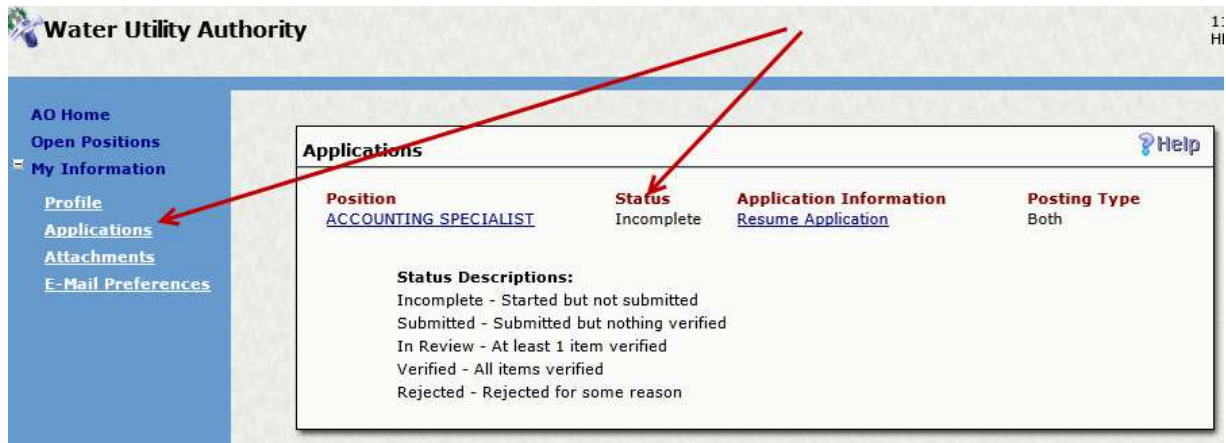 Water Utility Authority
11
AO Home
Open Positions
My Information
Profile
Applications
Attachments
E-Mail Preferences
Applications
Help
Position Status Application Information Posting Type
ACCOUNTING SPECIALIST Incomplete Resume Application Both
Status Descriptions:
Incomplete - Started but not submitted
Submitted - Submitted but nothing verified
In Review - At least 1 item verified
Verified - All items verified
Rejected - Rejected for some reason